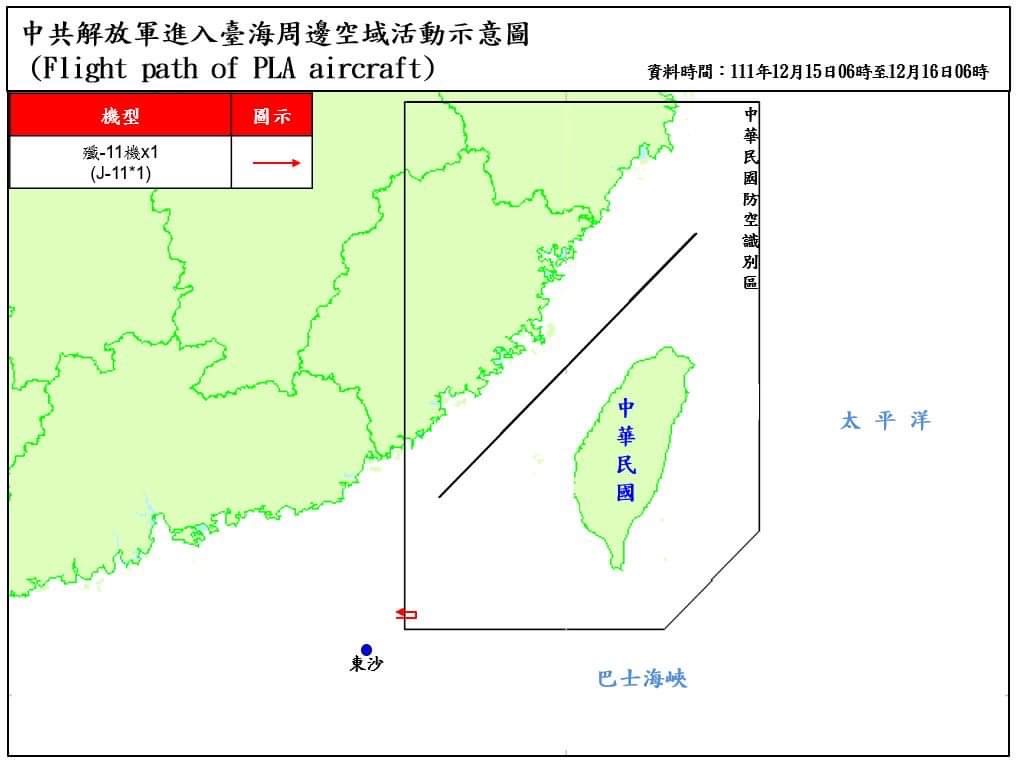 中共解放軍進入臺海周邊空域活動示意圖
(Flight path of PLA aircraft)
資料時間：111年12月15日06時至12月16日06時
機型
圖示
殲-11機x1
(J-11*1)
中華民國防空識別區
中華民國
太平洋
東沙
巴士海峽